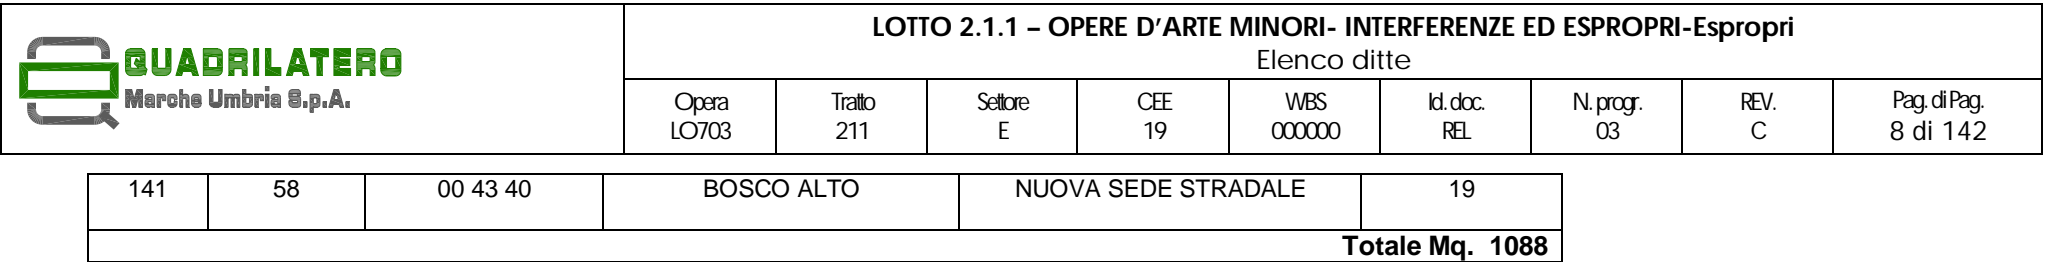 QUADRILATERO
Marche Umbria S.p.A.
LOTTO 2.1.1 – OPERE D'ARTE MINORI- INTERFERENZE ED ESPROPRI-Espropri
Elenco ditte
Opera Tratto Settore CEE WBS Id. doc. N. progr. REV. Pag. di Pag.
LO703 211 E 19 000000 REL 03 C 8 di 142
141 58 00 43 40 BOSCO ALTO NUOVA SEDE STRADALE 19
Totale Mq. 1088